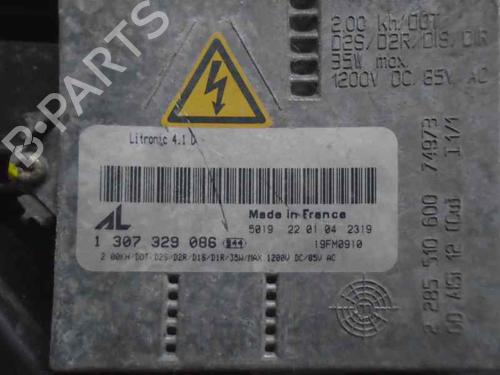 2.00 Kh/DOT
D2S/D2R/D1S/D1R
35W max.
1200V DC/85V AC
B-PARTS
Litronic 4.1 D
AL
Made in France
1 307 329 086 E44
5019 22 01 04 2319
19FM0910
2 00KH/DOT-D2S/D2R/D1S/D1R/35W/MAX 1200V DC/85V AC
74973
2 285 510 600